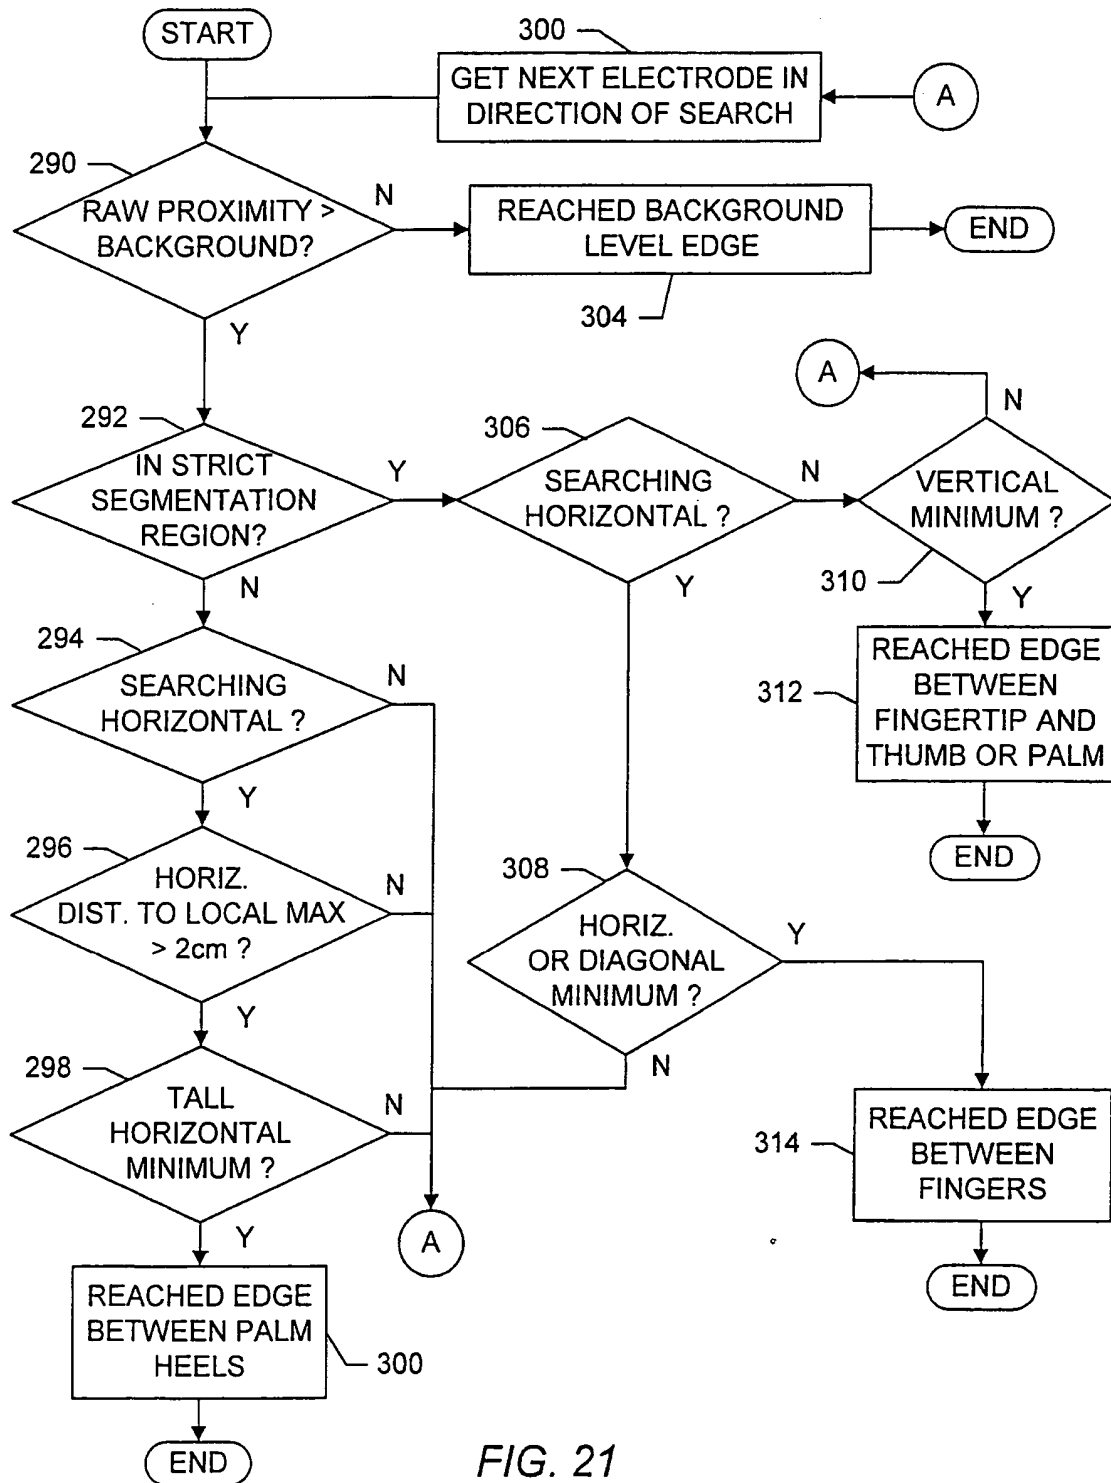 START
300
GET NEXT ELECTRODE IN
DIRECTION OF SEARCH
A
290
RAW PROXIMITY >
BACKGROUND?
N
REACHED BACKGROUND
LEVEL EDGE
END
304
Y
A
N
292
IN STRICT
SEGMENTATION
REGION?
Y
306
SEARCHING
HORIZONTAL ?
N
VERTICAL
MINIMUM ?
310
N
Y
Y
294
SEARCHING
HORIZONTAL ?
N
312
REACHED EDGE
BETWEEN
FINGERTIP AND
THUMB OR PALM
Y
END
296
HORIZ.
DIST. TO LOCAL MAX
> 2cm ?
N
308
HORIZ.
OR DIAGONAL
MINIMUM ?
Y
Y
N
298
TALL
HORIZONTAL
MINIMUM ?
N
314
REACHED EDGE
BETWEEN
FINGERS
Y
A
END
REACHED EDGE
BETWEEN PALM
HEELS
300
END
FIG. 21